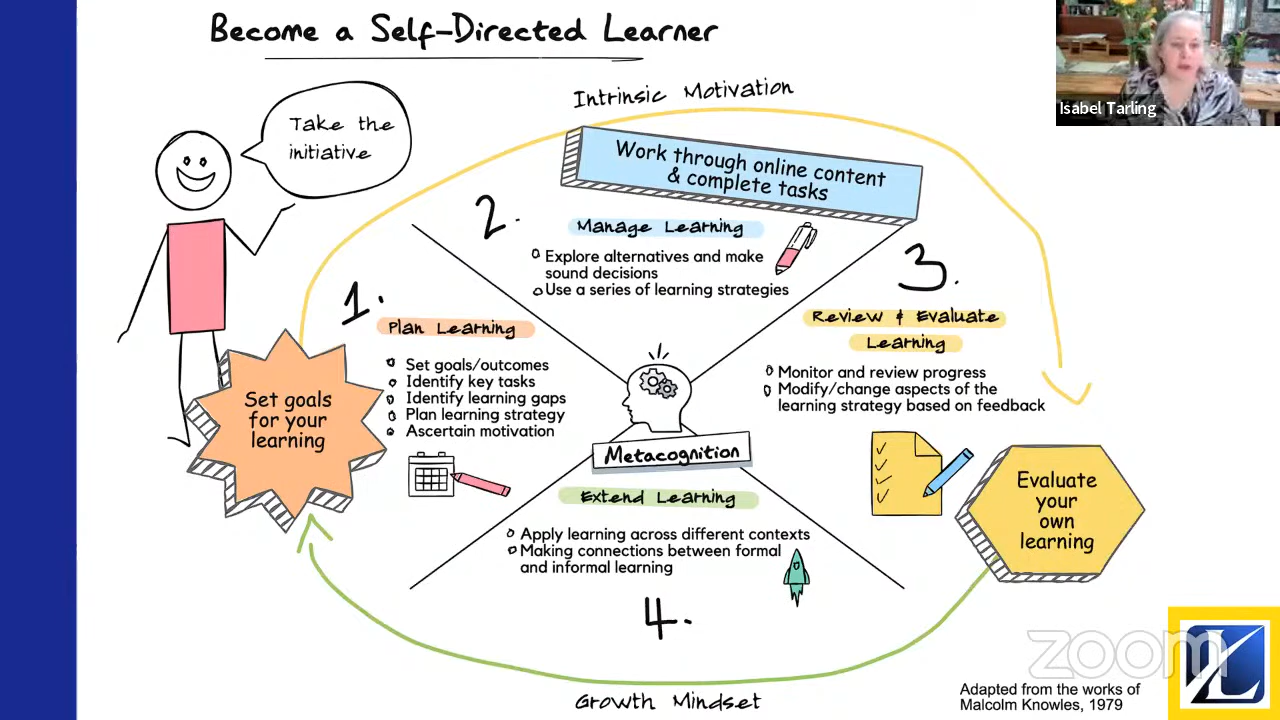 Become a Self-Directed Learner
Isabel Tarling
Take the
initiative
Intrinsic Motivation
Work through online content
& complete tasks
2.
Manage Learning
Explore alternatives and make
sound decisions
Use a series of learning strategies
1.
Plan Learning
Set goals/outcomes
Identify key tasks
Identify learning gaps
Plan learning strategy
Ascertain motivation
Set goals
for your
learning
3.
Review & Evaluate
Learning
Monitor and review progress
Modify/change aspects of the
learning strategy based on feedback
Metacognition
Extend Learning
Apply learning across different contexts
Making connections between formal
and informal learning
4.
Evaluate
your
own
learning
Growth Mindset
zoom
Adapted from the works of
Malcolm Knowles, 1979
L